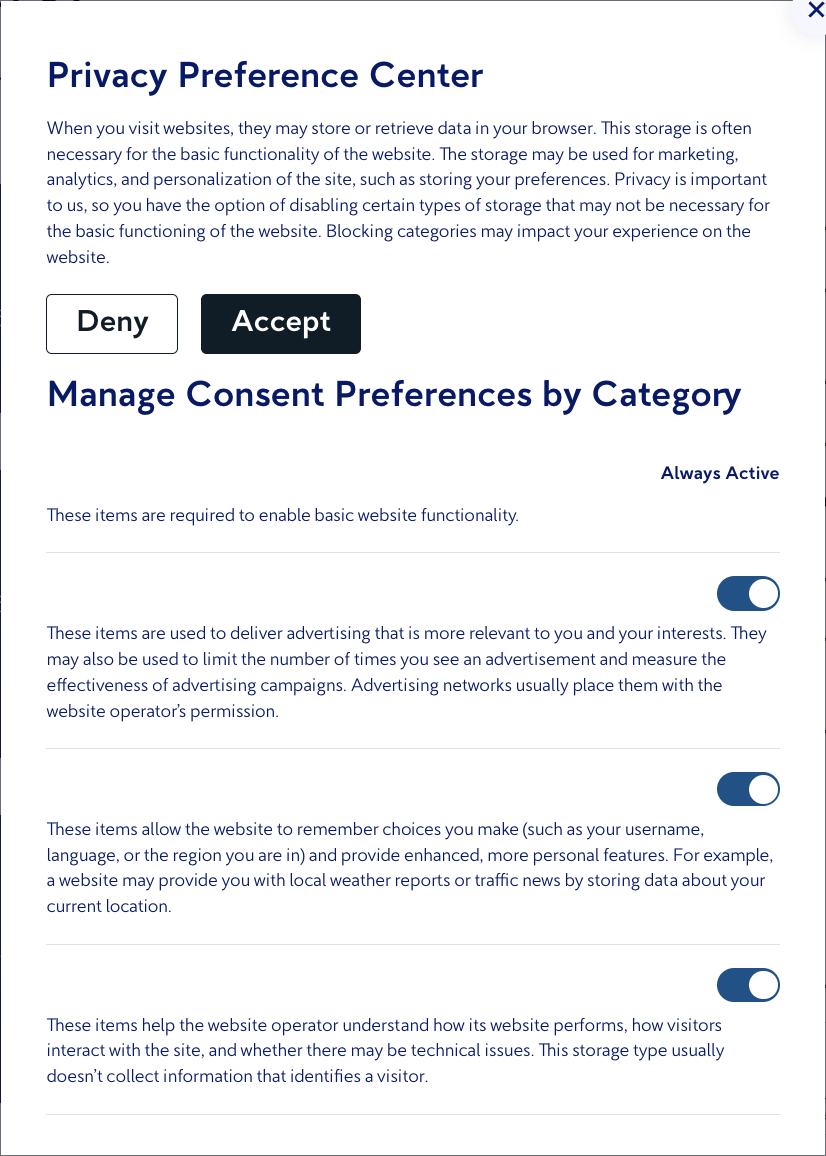 Privacy Preference Center
When you visit websites, they may store or retrieve data in your browser. This storage is often
necessary for the basic functionality of the website. The storage may be used for marketing,
analytics, and personalization of the site, such as storing your preferences. Privacy is important
to us, so you have the option of disabling certain types of storage that may not be necessary for
the basic functioning of the website. Blocking categories may impact your experience on the
website.
Deny Accept
Manage Consent Preferences by Category
Always Active
These items are required to enable basic website functionality.
These items are used to deliver advertising that is more relevant to you and your interests. They
may also be used to limit the number of times you see an advertisement and measure the
effectiveness of advertising campaigns. Advertising networks usually place them with the
website operator’s permission.
These items allow the website to remember choices you make (such as your username,
language, or the region you are in) and provide enhanced, more personal features. For example,
a website may provide you with local weather reports or traffic news by storing data about your
current location.
These items help the website operator understand how its website performs, how visitors
interact with the site, and whether there may be technical issues. This storage type usually
doesn’t collect information that identifies a visitor.